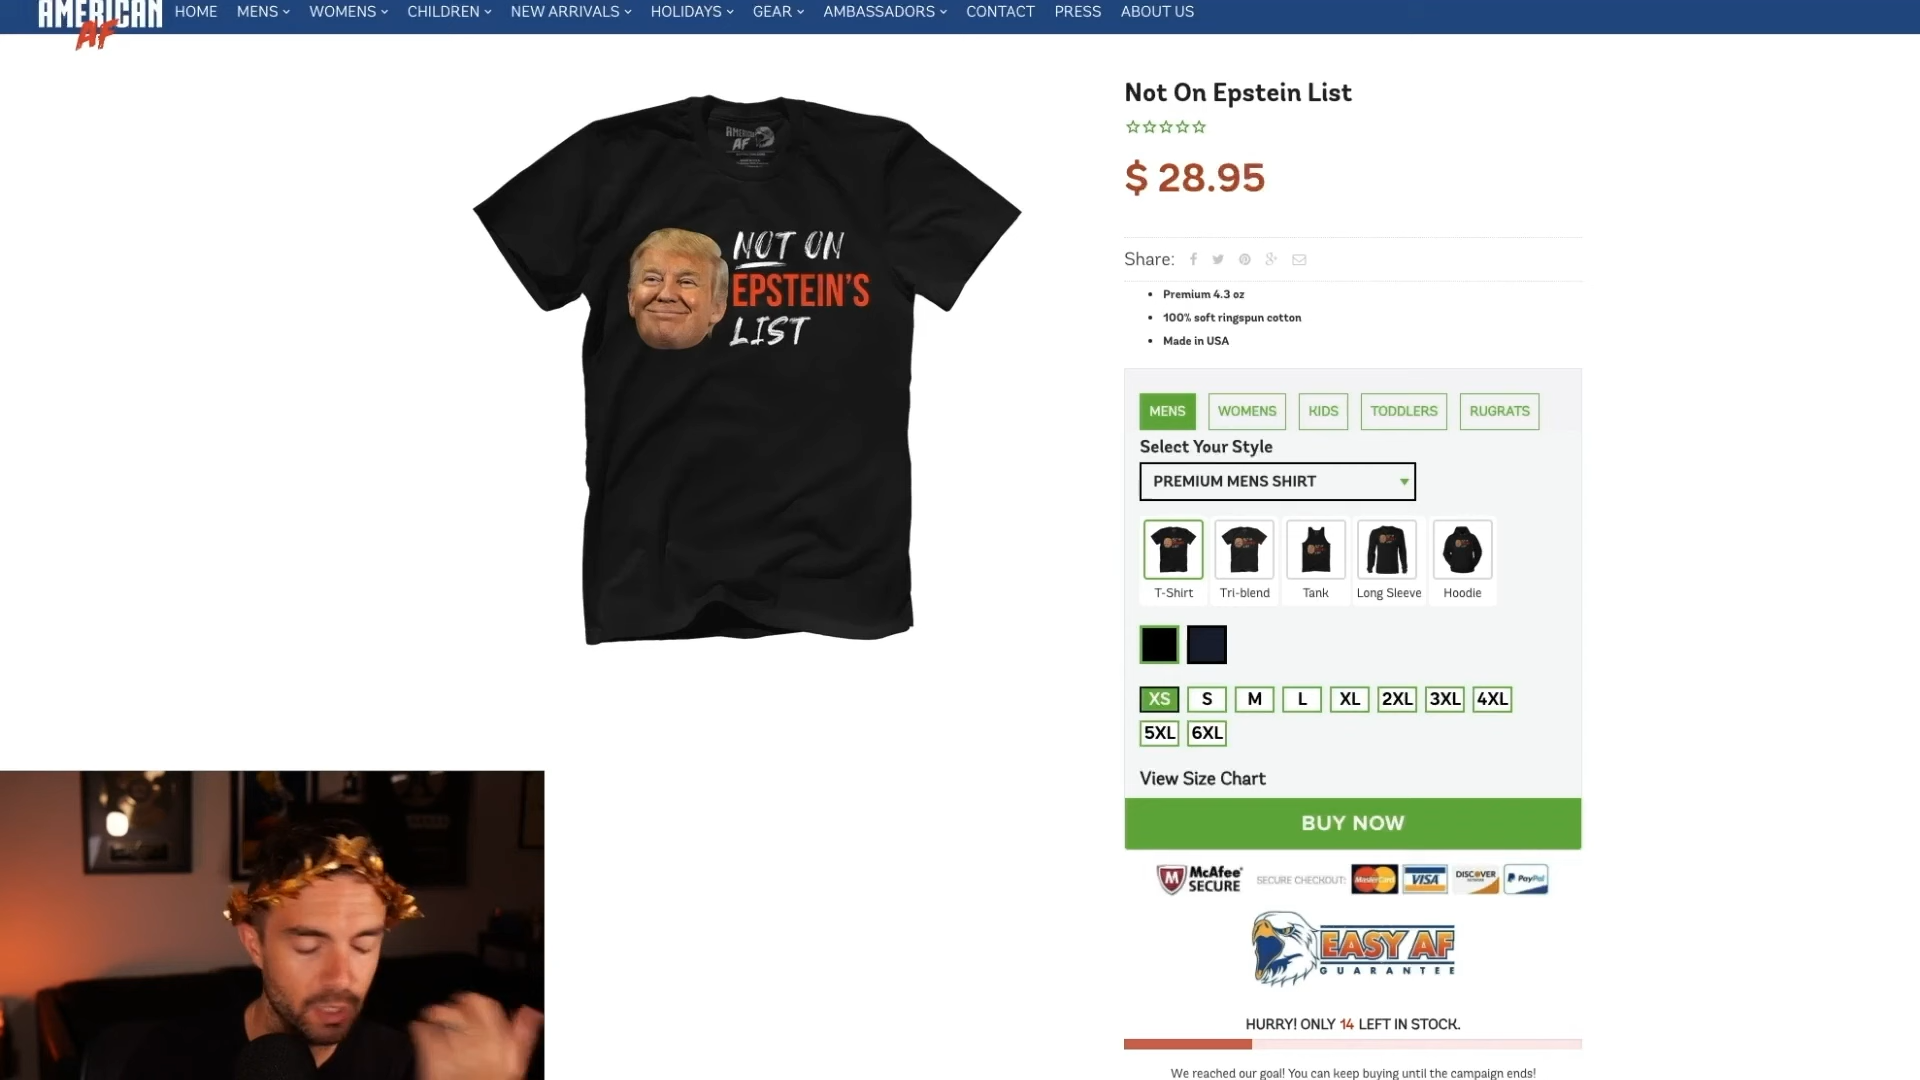 AMERICAN
AF
HOME MENS WOMENS CHILDREN NEW ARRIVALS HOLIDAYS GEAR AMBASSADORS CONTACT PRESS ABOUT US
AMERICAN
AF
NOT ON
EPSTEIN'S
LIST
Not On Epstein List
$ 28.95
Share:
Premium 4.3 oz
100% soft ringspun cotton
Made in USA
MENS WOMENS KIDS TODDLERS RUGRATS
Select Your Style
PREMIUM MENS SHIRT
T-Shirt Tri-blend Tank Long Sleeve Hoodie
XS S M L XL 2XL 3XL 4XL
5XL 6XL
View Size Chart
BUY NOW
McAfee
SECURE
SECURE CHECKOUT: MasterCard VISA DISCOVER PayPal
EASY AF
GUARANTEE
HURRY! ONLY 14 LEFT IN STOCK.
We reached our goal! You can keep buying until the campaign ends!